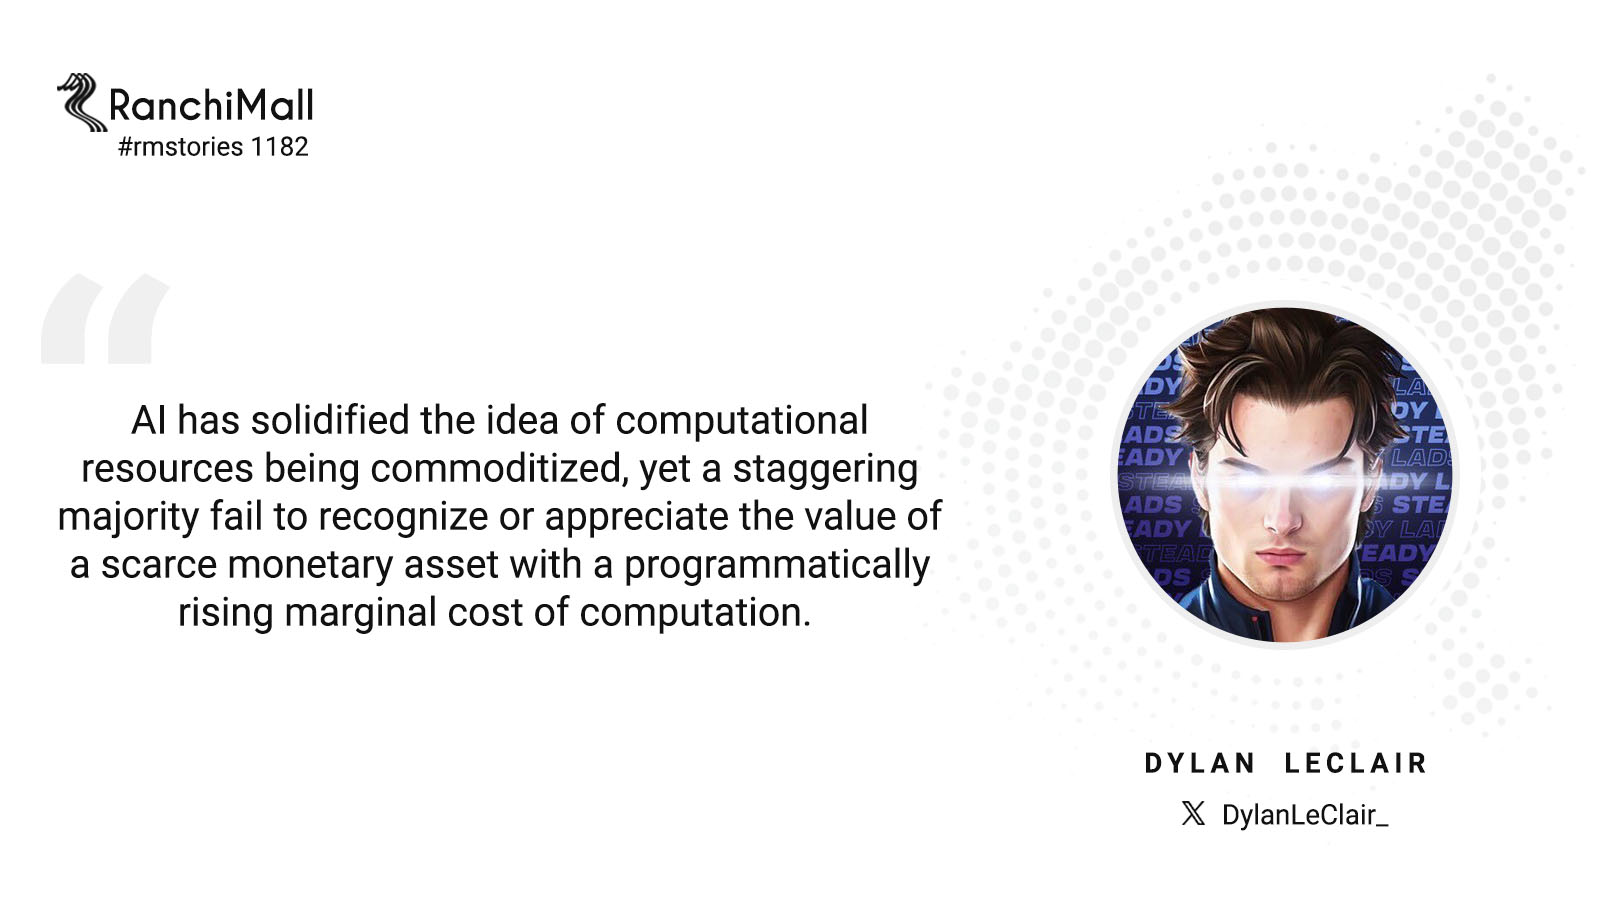 RanchiMall
#rmstories 1182
“
AI has solidified the idea of computational
resources being commoditized, yet a staggering
majority fail to recognize or appreciate the value of
a scarce monetary asset with a programmatically
rising marginal cost of computation.
DYLAN LECLAIR
X DylanLeClair_